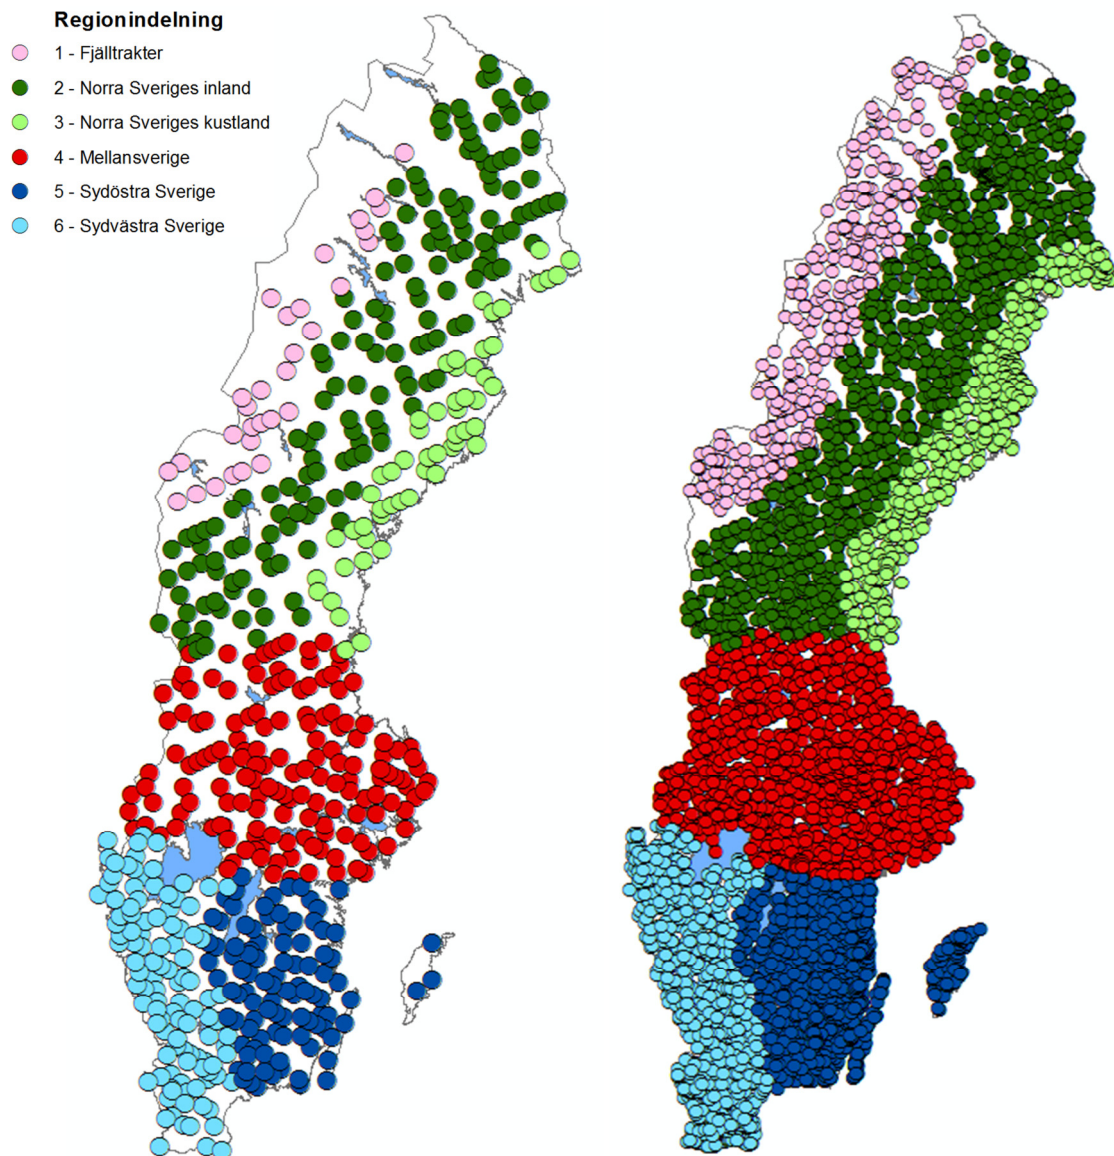 Regionindelning
1 - Fjälltrakter
2 - Norra Sveriges inland
3 - Norra Sveriges kustland
4 - Mellansverige
5 - Sydöstra Sverige
6 - Sydvästra Sverige